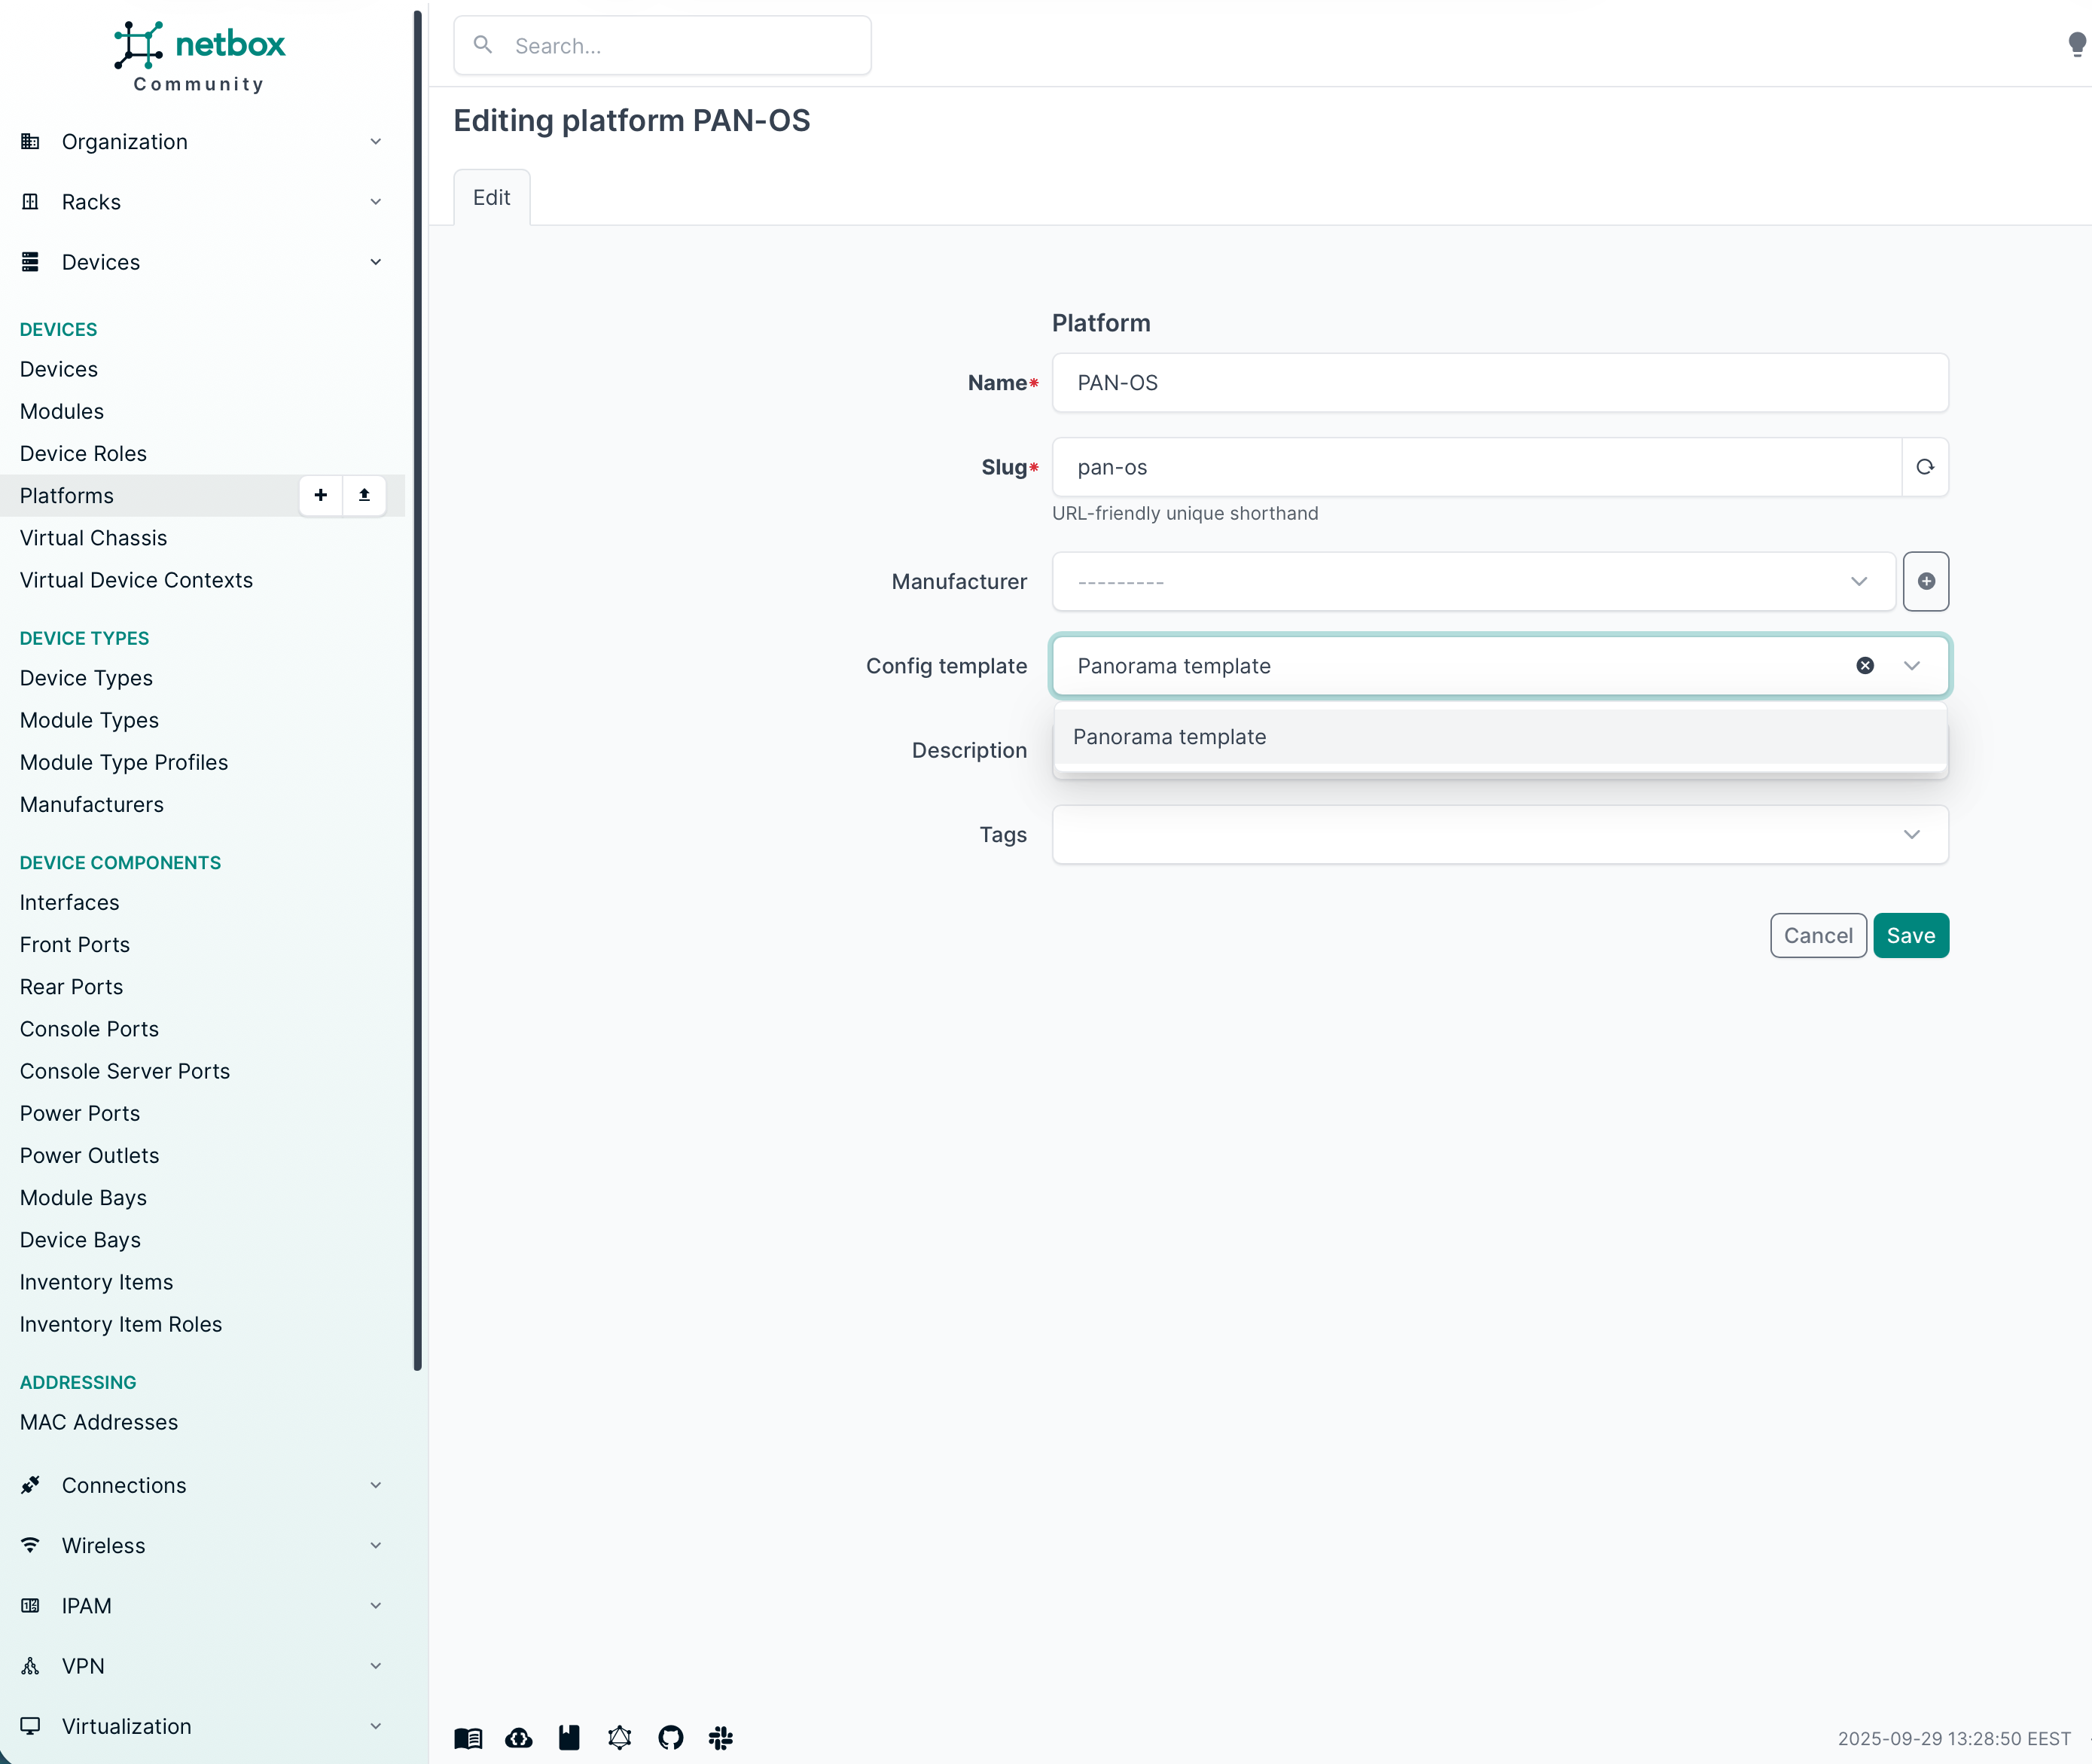 netbox
Community
Organization
Racks
Devices
DEVICES
Devices
Modules
Device Roles
Platforms
Virtual Chassis
Virtual Device Contexts
DEVICE TYPES
Device Types
Module Types
Module Type Profiles
Manufacturers
DEVICE COMPONENTS
Interfaces
Front Ports
Rear Ports
Console Ports
Console Server Ports
Power Ports
Power Outlets
Module Bays
Device Bays
Inventory Items
Inventory Item Roles
ADDRESSING
MAC Addresses
Connections
Wireless
IPAM
VPN
Virtualization
Search...
Editing platform PAN-OS
Edit
Platform
Name* PAN-OS
Slug* pan-os
URL-friendly unique shorthand
Manufacturer ---------
Config template Panorama template
Panorama template
Description
Tags
Cancel Save
2025-09-29 13:28:50 EEST